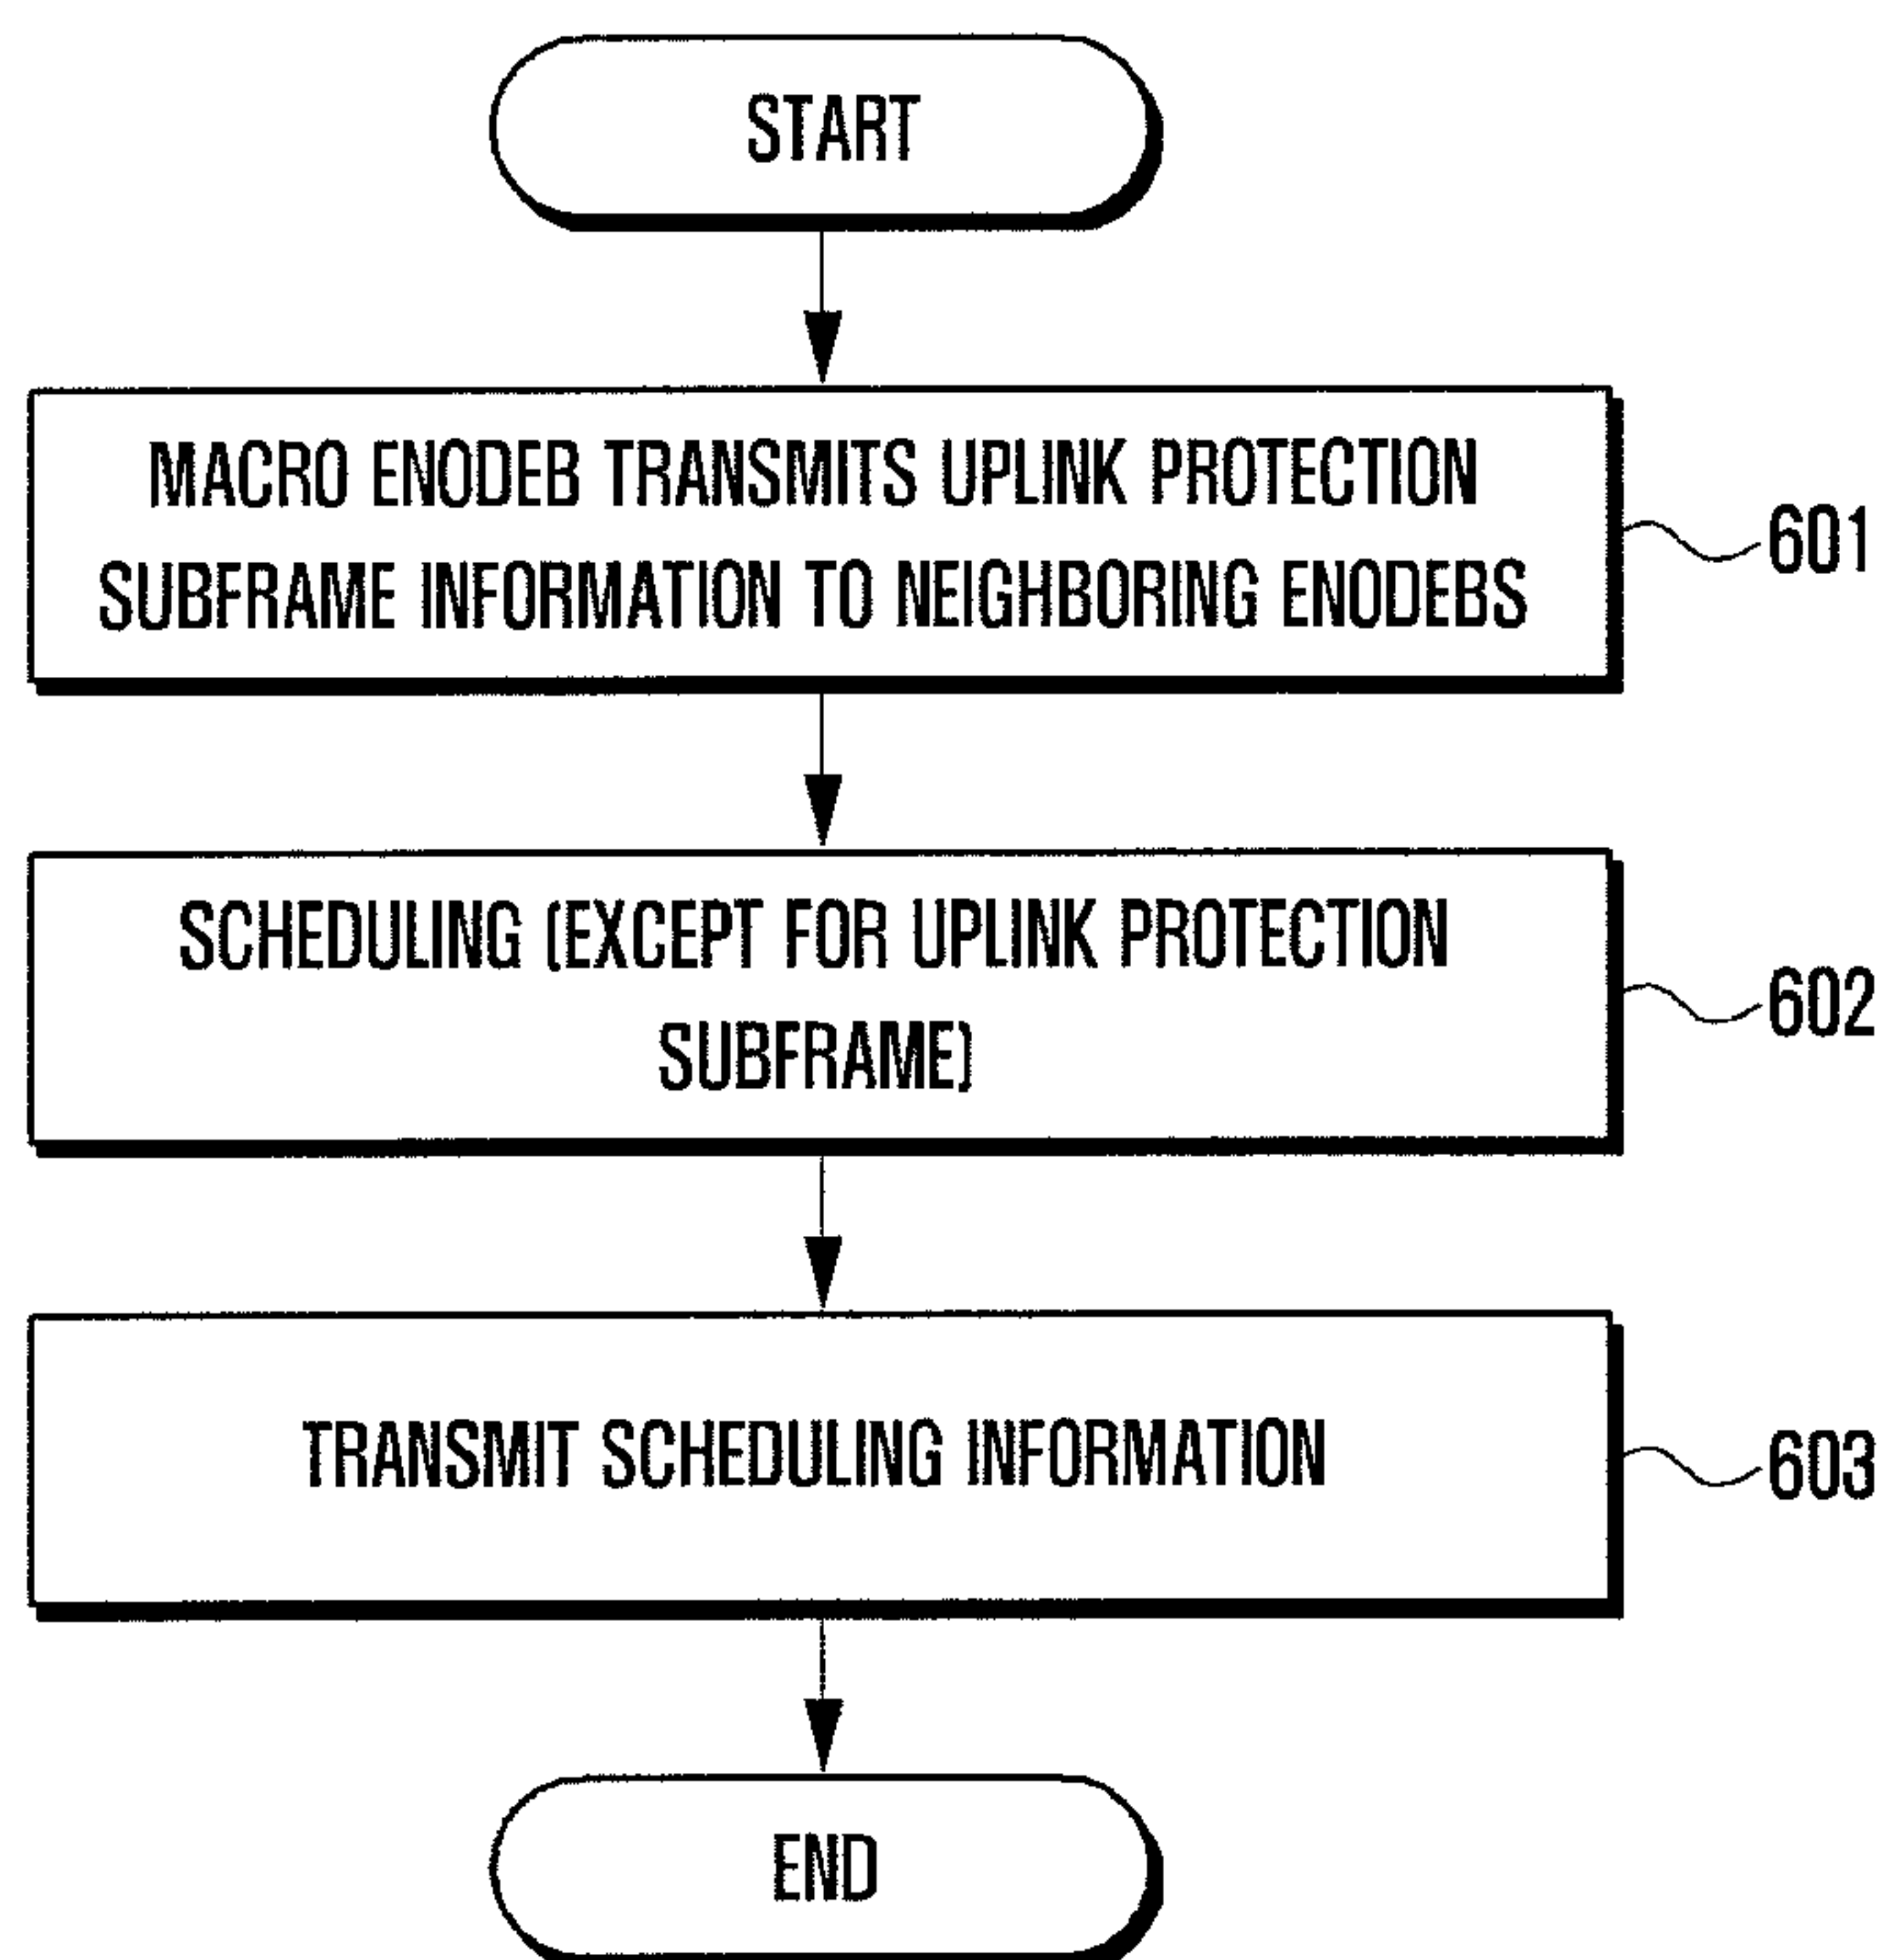 START
MACRO ENODEB TRANSMITS UPLINK PROTECTION
SUBFRAME INFORMATION TO NEIGHBORING ENODEBS
601
SCHEDULING (EXCEPT FOR UPLINK PROTECTION
SUBFRAME)
602
TRANSMIT SCHEDULING INFORMATION
603
END